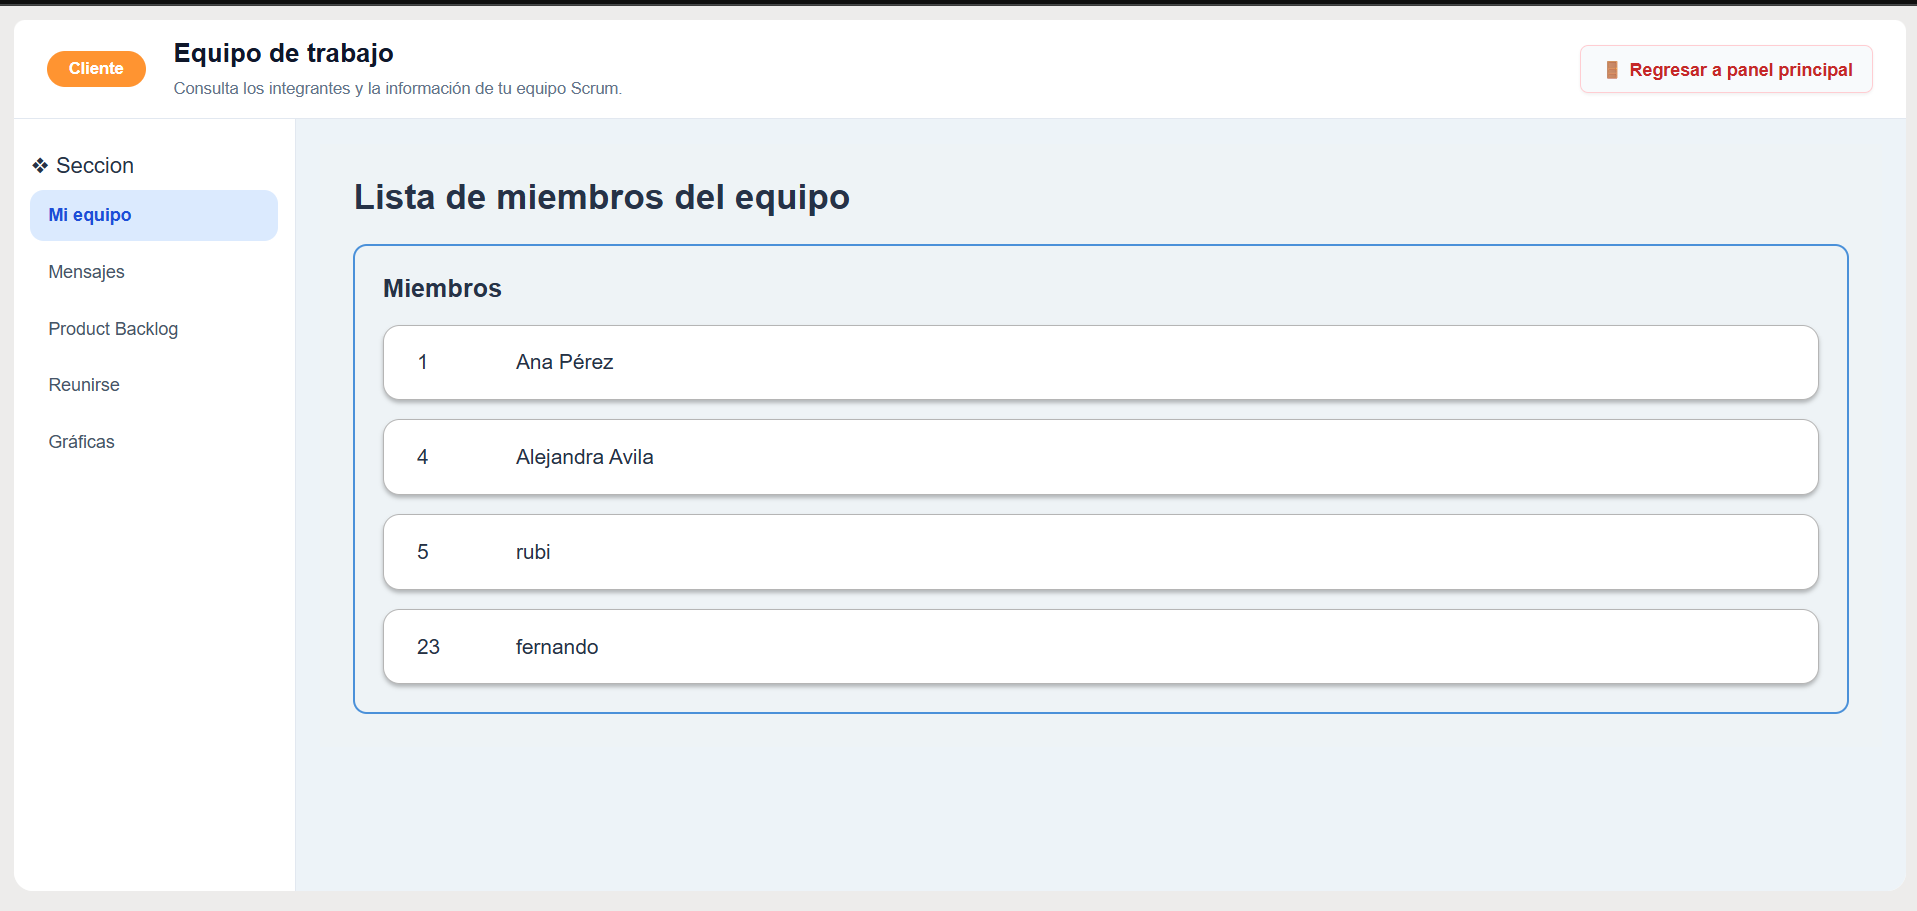 Cliente
Equipo de trabajo
Consulta los integrantes y la información de tu equipo Scrum.
Regresar a panel principal
❖ Seccion
Mi equipo
Mensajes
Product Backlog
Reunirse
Gráficas
Lista de miembros del equipo
Miembros
1 Ana Pérez
4 Alejandra Avila
5 rubi
23 fernando